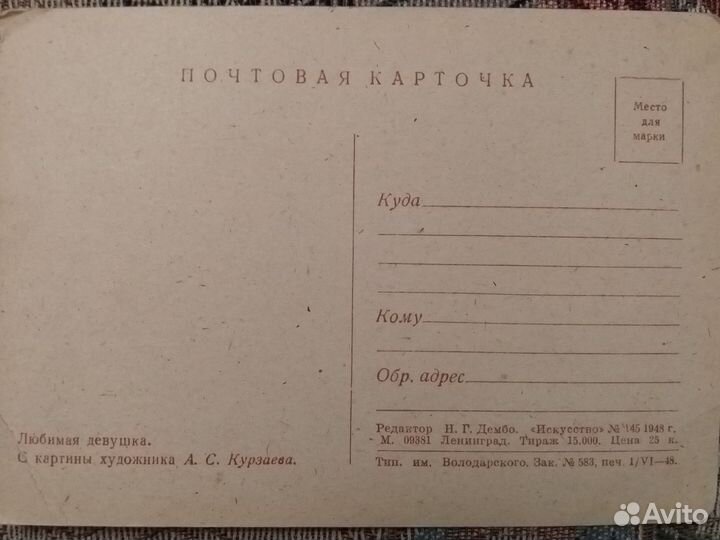 ПОЧТОВАЯ КАРТОЧКА
Место
для
марки
Куда
Кому
Обр. адрес
Любимая девушка.
С картины художника А. С. Курзаева.
Редактор Н. Г. Дембо. «Искусство» № 145 1948 г.
М. 09381 Ленинград. Тираж 15.000. Цена 25 к.
Тип. им. Володарского. Зак. № 583, печ. 1/VI—48.
Avito